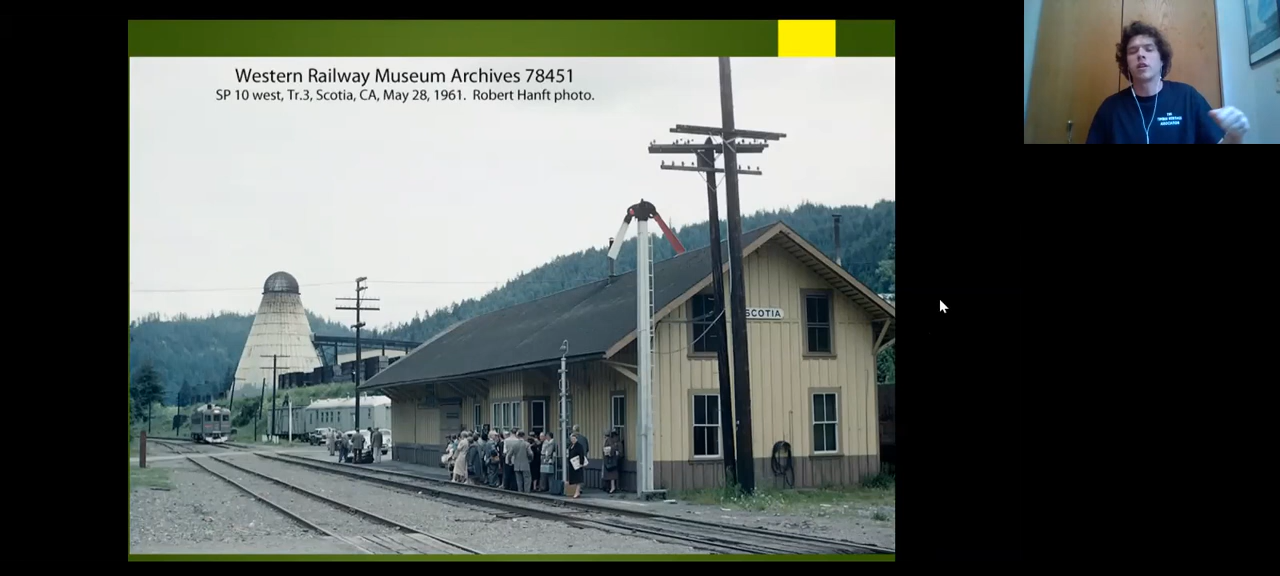 Western Railway Museum Archives 78451
SP 10 west, Tr.3, Scotia, CA, May 28, 1961.  Robert Hanft photo.
SCOTIA